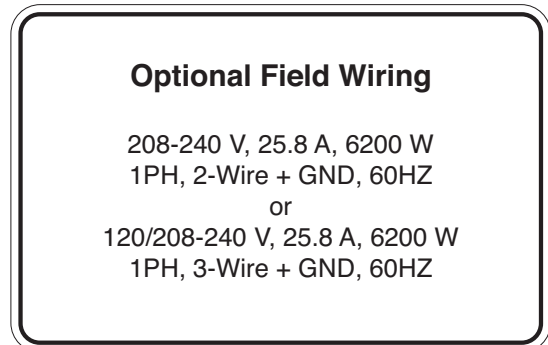 Optional Field Wiring
208-240 V, 25.8 A, 6200 W
1PH, 2-Wire + GND, 60HZ
or
120/208-240 V, 25.8 A, 6200 W
1PH, 3-Wire + GND, 60HZ